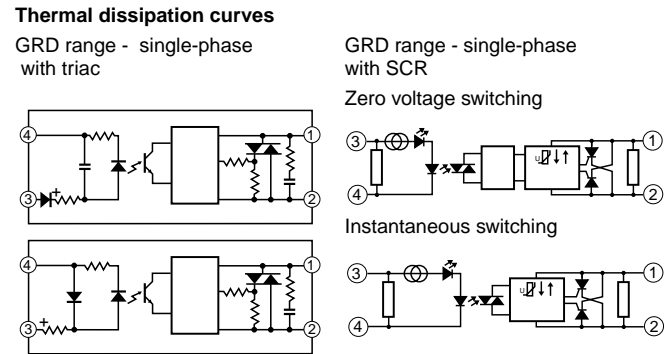 Thermal dissipation curves
GRD range - single-phase
with triac
4
1
3
+
2
4
1
3
+
2
GRD range - single-phase
with SCR
Zero voltage switching
3
1
U
4
2
Instantaneous switching
3
1
U
4
2